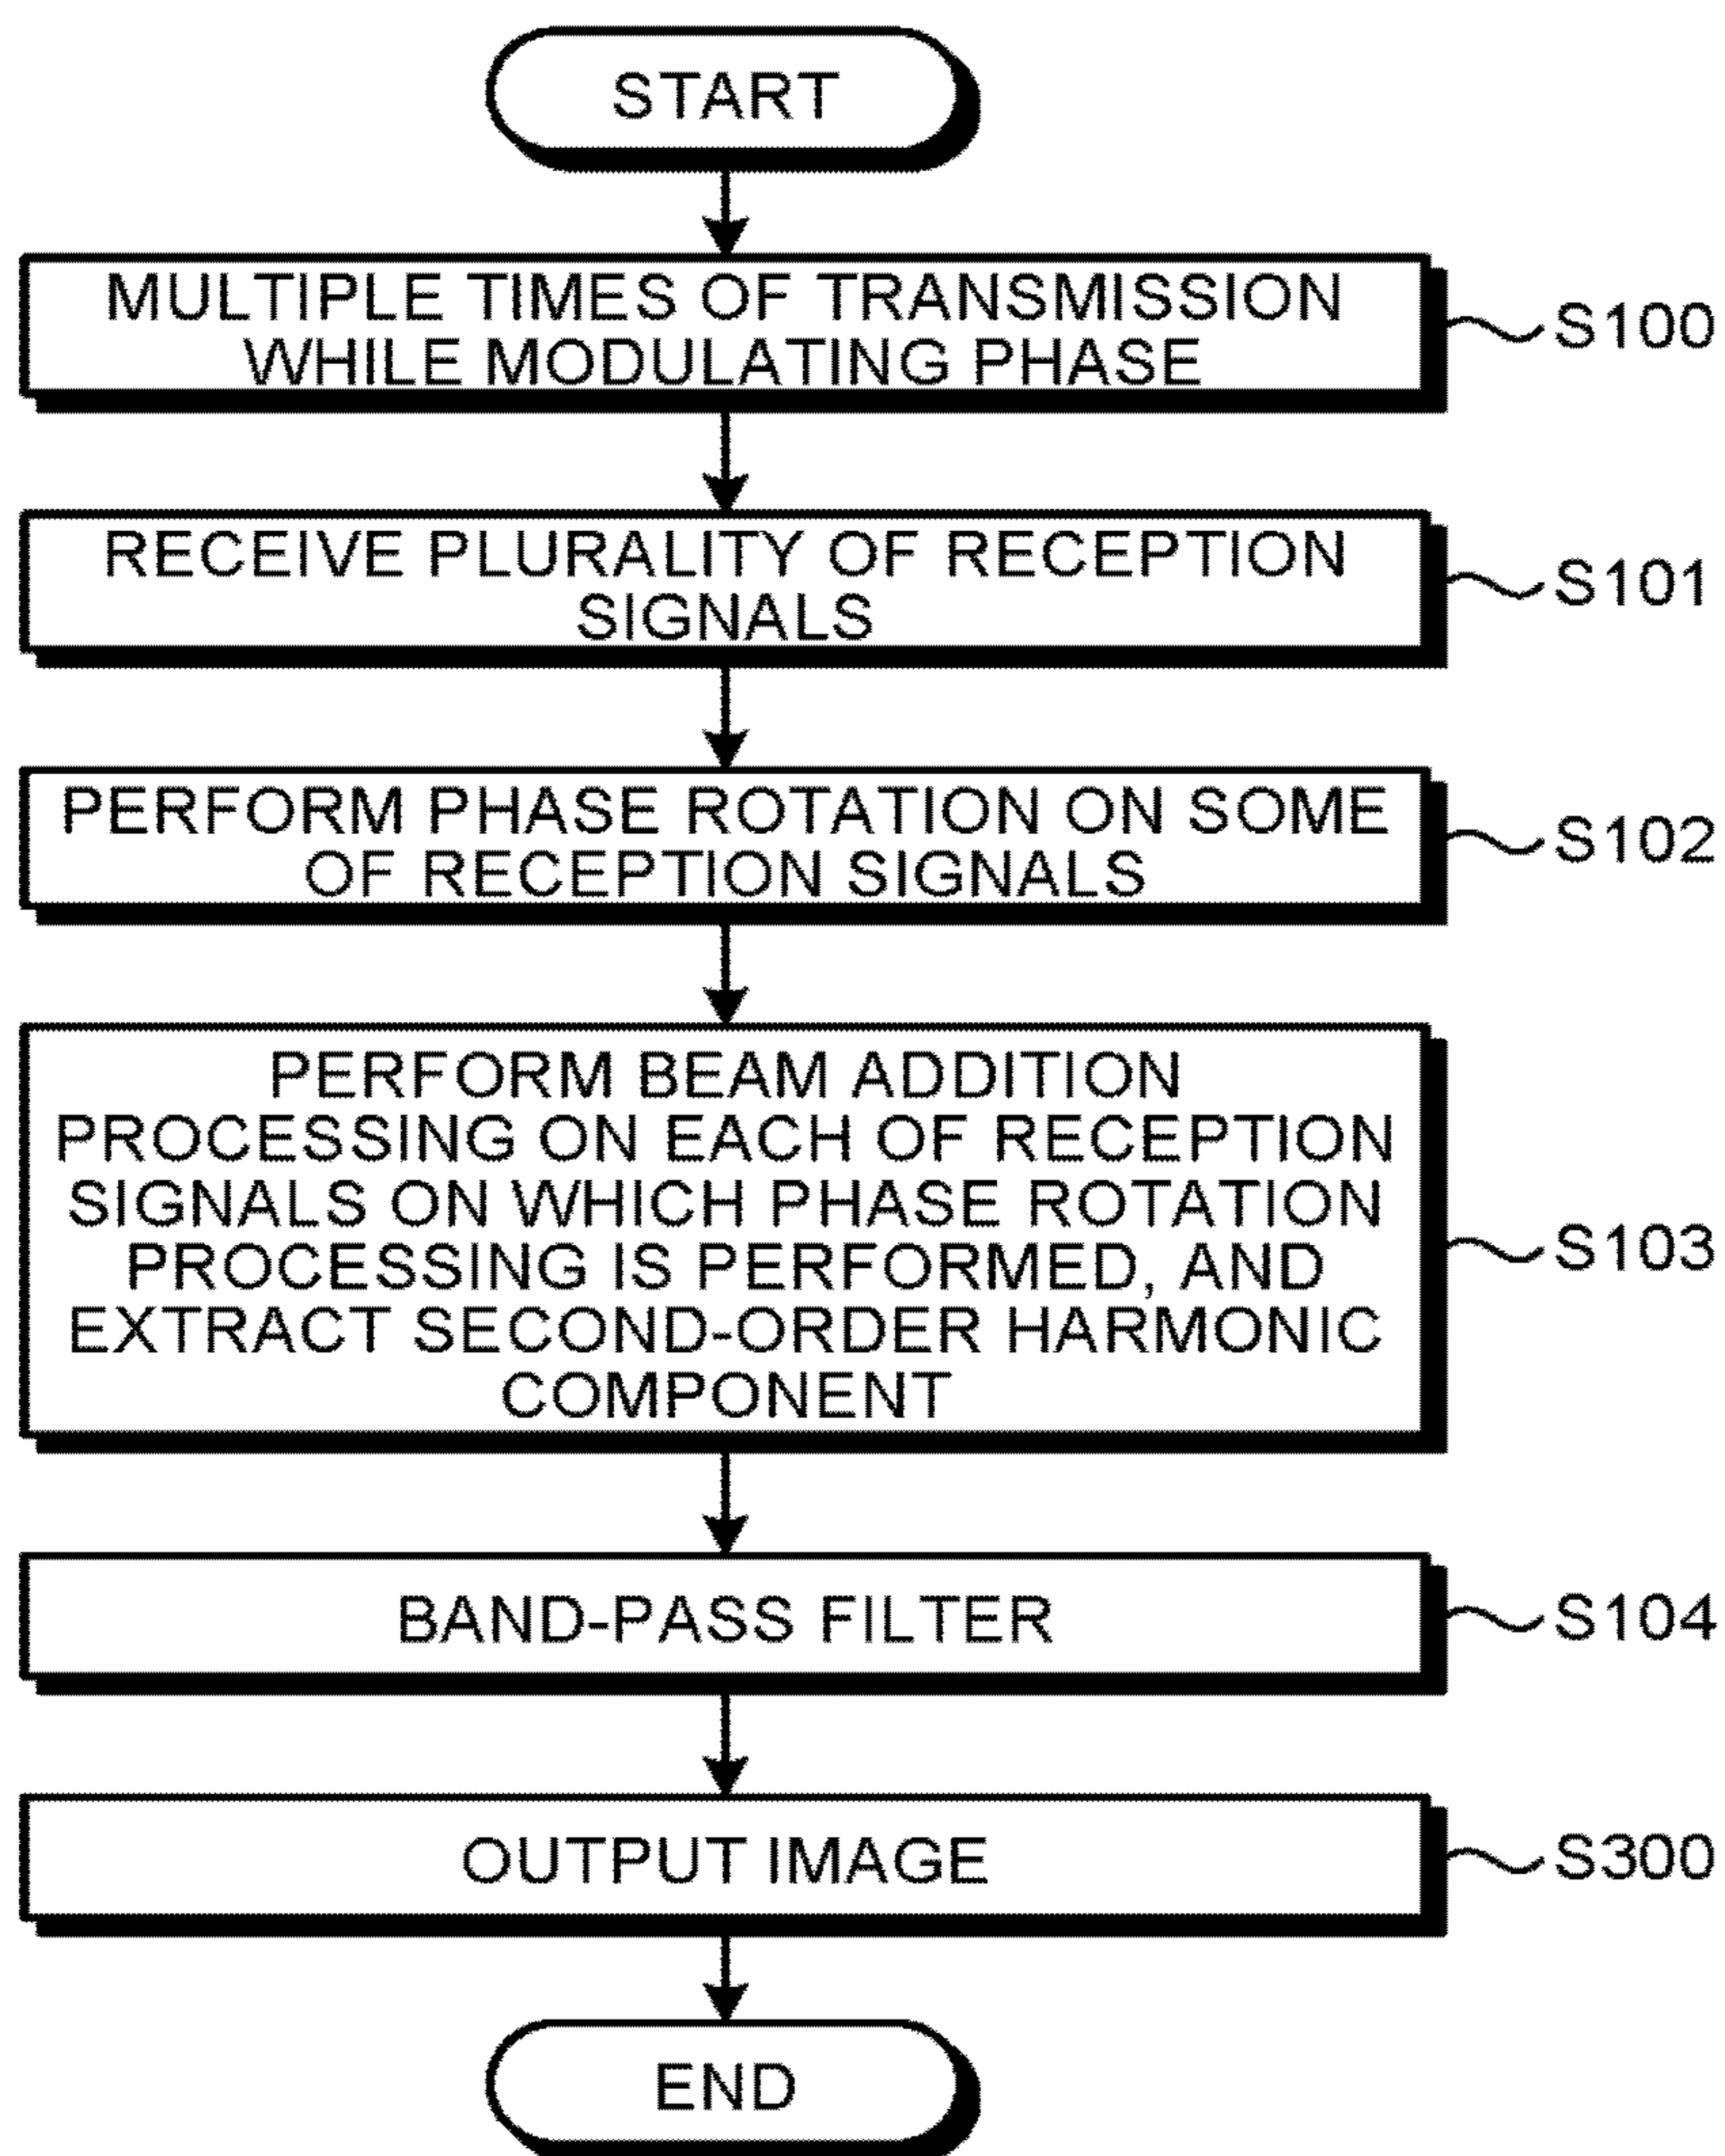 START
MULTIPLE TIMES OF TRANSMISSION
WHILE MODULATING PHASE
S100
RECEIVE PLURALITY OF RECEPTION
SIGNALS
S101
PERFORM PHASE ROTATION ON SOME
OF RECEPTION SIGNALS
S102
PERFORM BEAM ADDITION
PROCESSING ON EACH OF RECEPTION
SIGNALS ON WHICH PHASE ROTATION
PROCESSING IS PERFORMED, AND
EXTRACT SECOND-ORDER HARMONIC
COMPONENT
S103
BAND-PASS FILTER
S104
OUTPUT IMAGE
S300
END